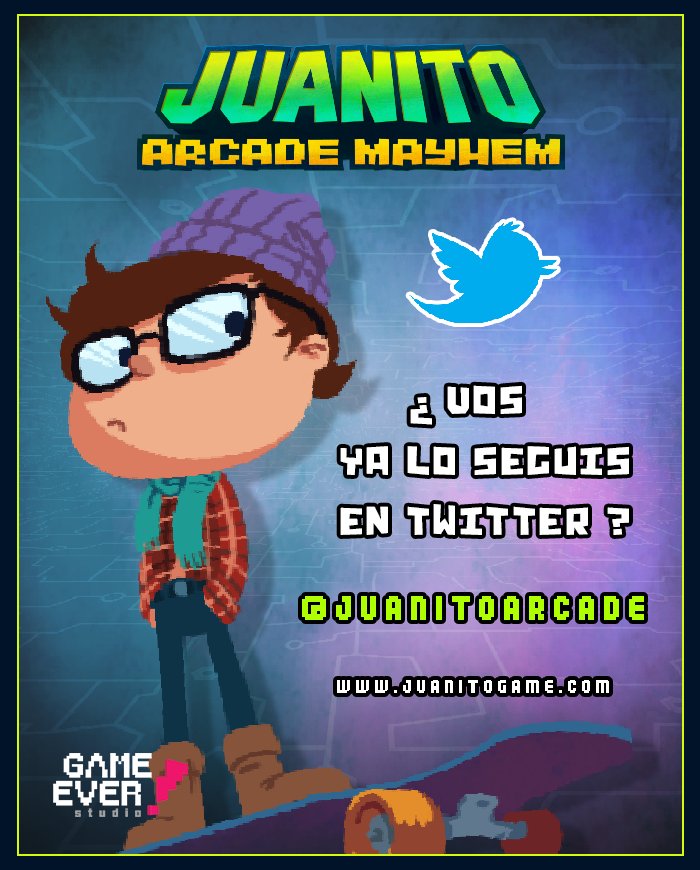 JUANITO
ARCADE MAYHEM
¿ VOS
YA LO SEGUIS
EN TWITTER ?
@JUANITOARCADE
WWW.JUANITOGAME.COM
GAME
EVER!
studio